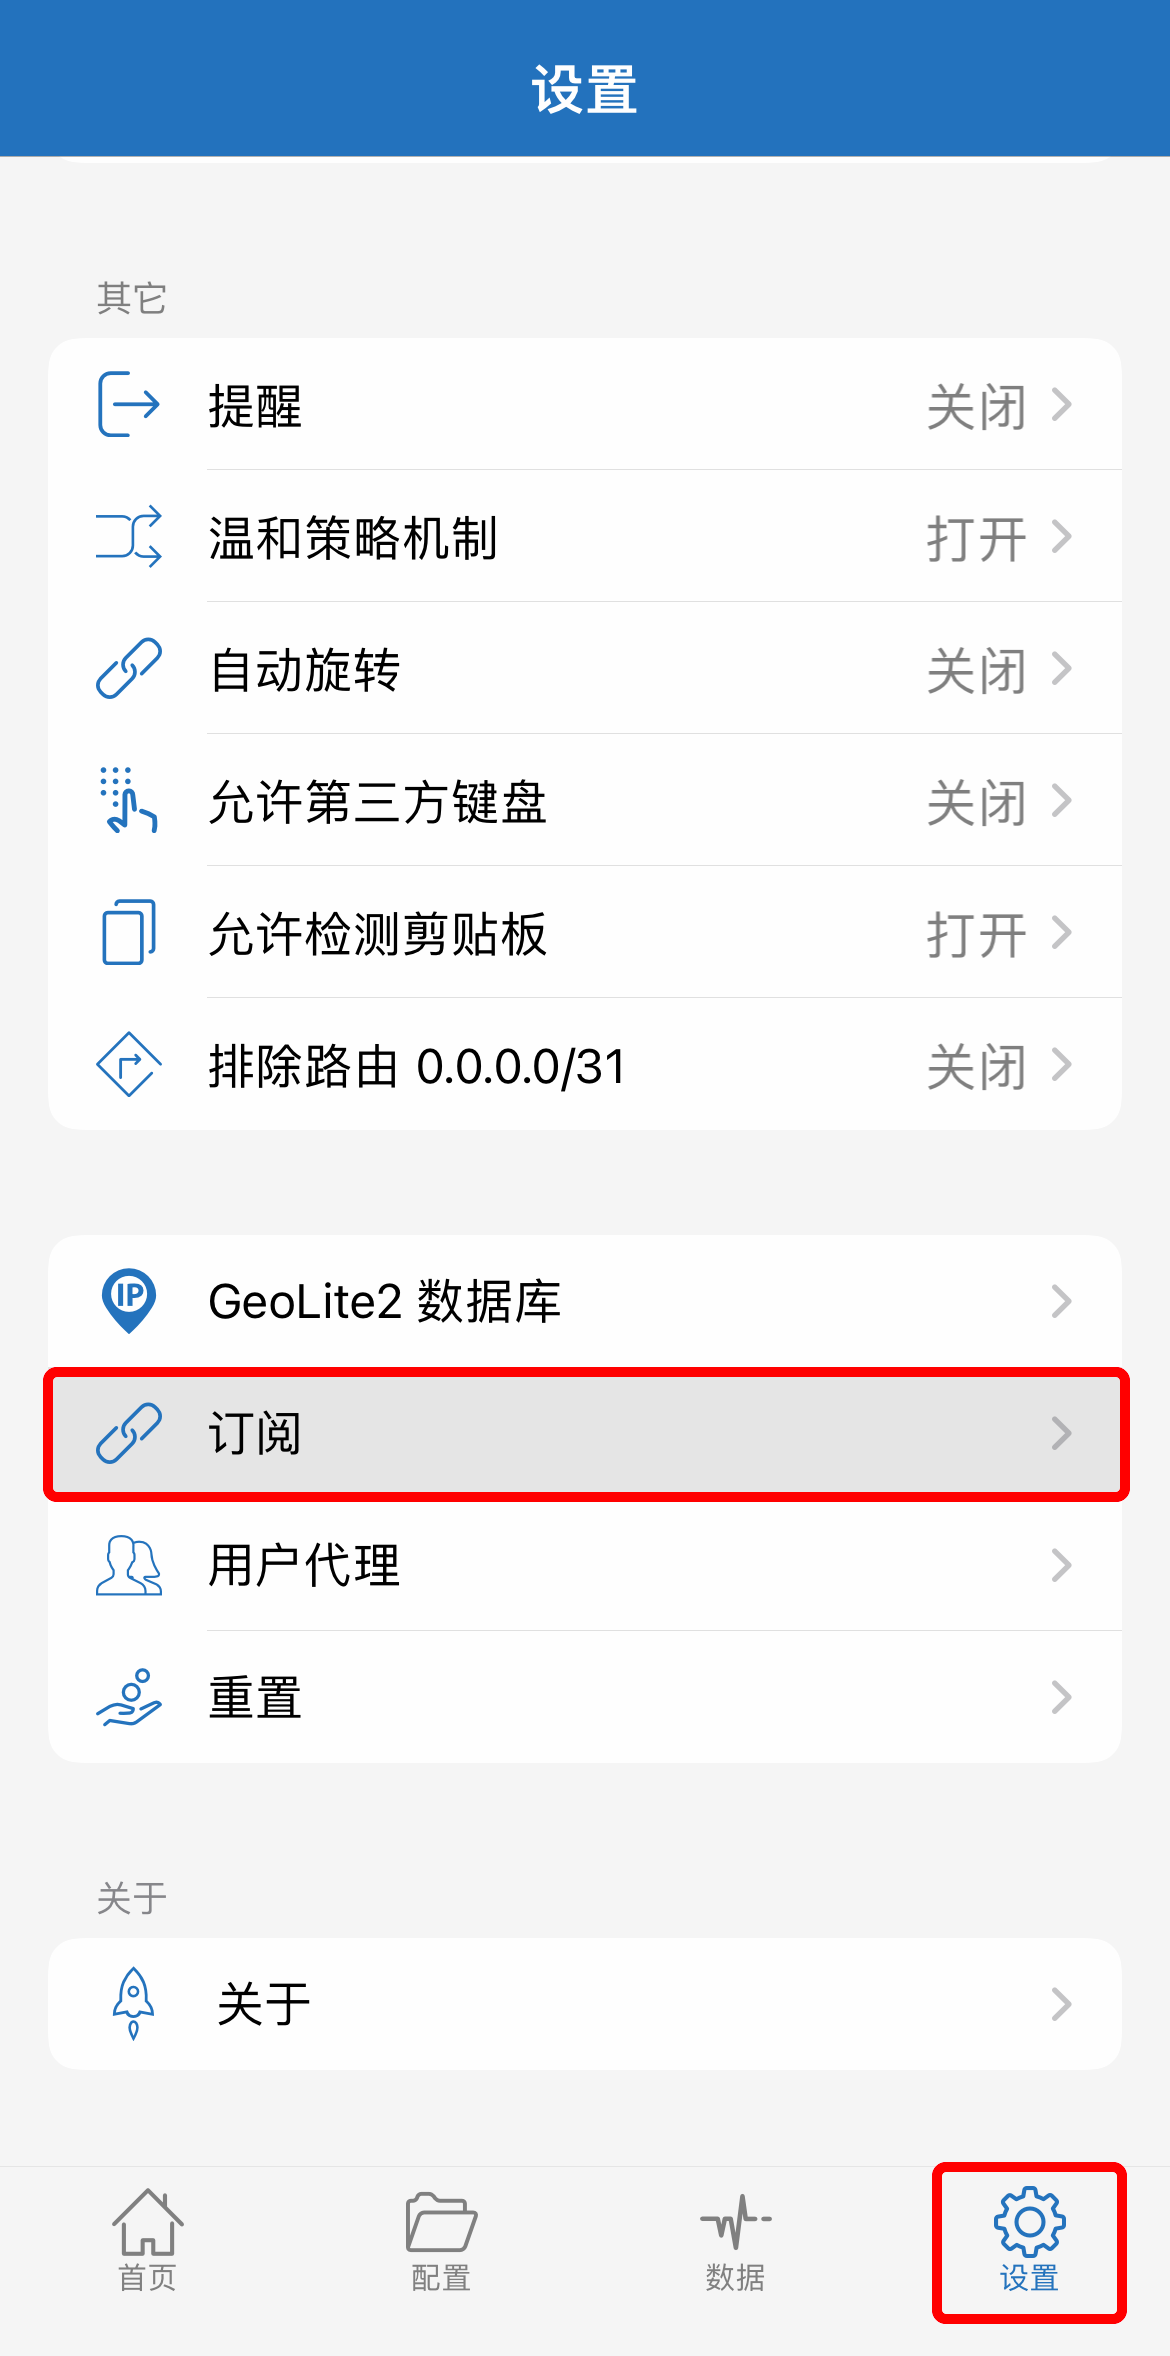 设置
其它
提醒 关闭
温和策略机制 打开
自动旋转 关闭
允许第三方键盘 关闭
允许检测剪贴板 打开
排除路由 0.0.0.0/31 关闭
IP GeoLite2 数据库
订阅
用户代理
重置
关于
关于
首页 配置 数据 设置